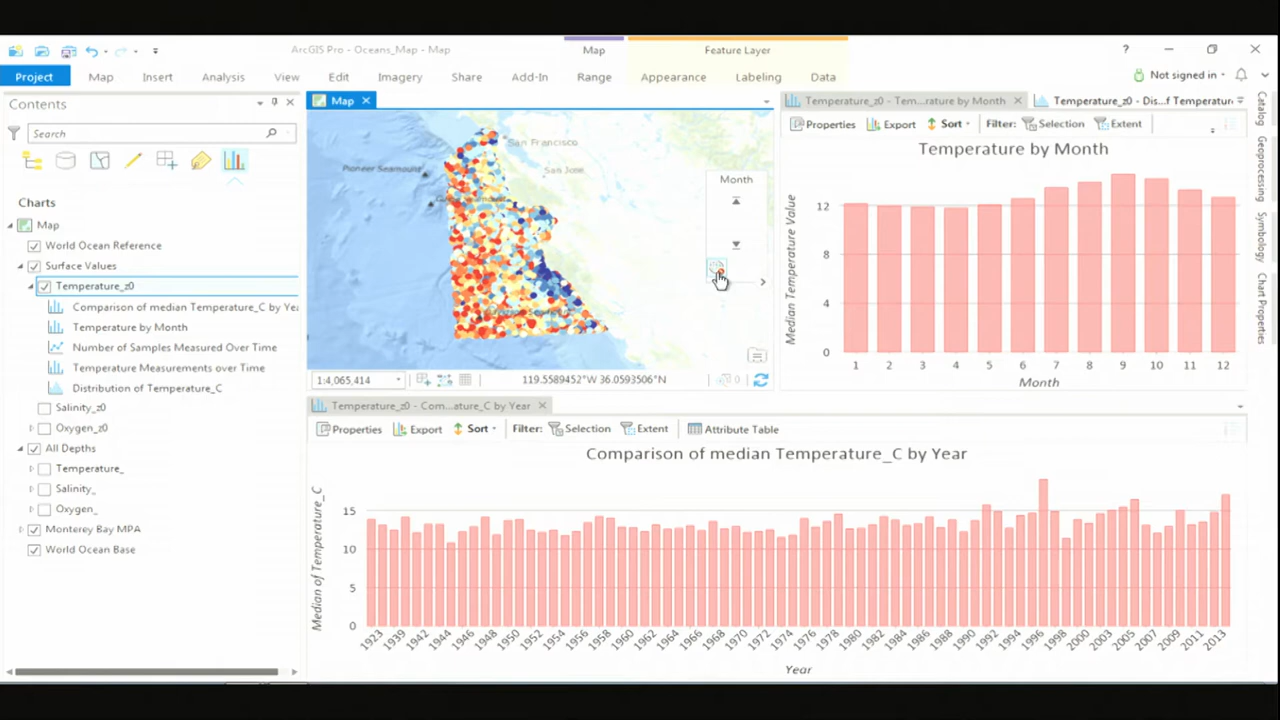 ArcGIS Pro - Oceans_Map - Map
Map
Feature Layer
?
Project
Map
Insert
Analysis
View
Edit
Imagery
Share
Add-In
Range
Appearance
Labeling
Data
Not signed in
Contents
Search
Charts
Map
World Ocean Reference
Surface Values
Temperature_z0
Comparison of median Temperature_C by Yea
Temperature by Month
Number of Samples Measured Over Time
Temperature Measurements over Time
Distribution of Temperature_C
Salinity_z0
Oxygen_z0
All Depths
Temperature_
Salinity_
Oxygen_
Monterey Bay MPA
World Ocean Base
Map
San Francisco
San Jose
Pioneer Seamount
Month
1:4,065,414
119.5589452°W 36.0593506°N
0
Temperature_z0 - Tem...rature by Month
Temperature_z0 - Dis...f Temperatur
Properties
Export
Sort
Filter:
Selection
Extent
Temperature by Month
Median Temperature Value
12
8
4
0
1 2 3 4 5 6 7 8 9 10 11 12
Month
Catalog
Geoprocessing
Symbology
Chart Properties
Temperature_z0 - Com...ature_C by Year
Properties
Export
Sort
Filter:
Selection
Extent
Attribute Table
Comparison of median Temperature_C by Year
Median of Temperature_C
15
10
5
0
1923 1939 1942 1944 1946 1948 1950 1952 1954 1956 1958 1960 1962 1964 1966 1968 1970 1972 1974 1976 1978 1980 1982 1984 1986 1988 1990 1992 1994 1996 1998 2000 2003 2005 2007 2009 2011 2013
Year